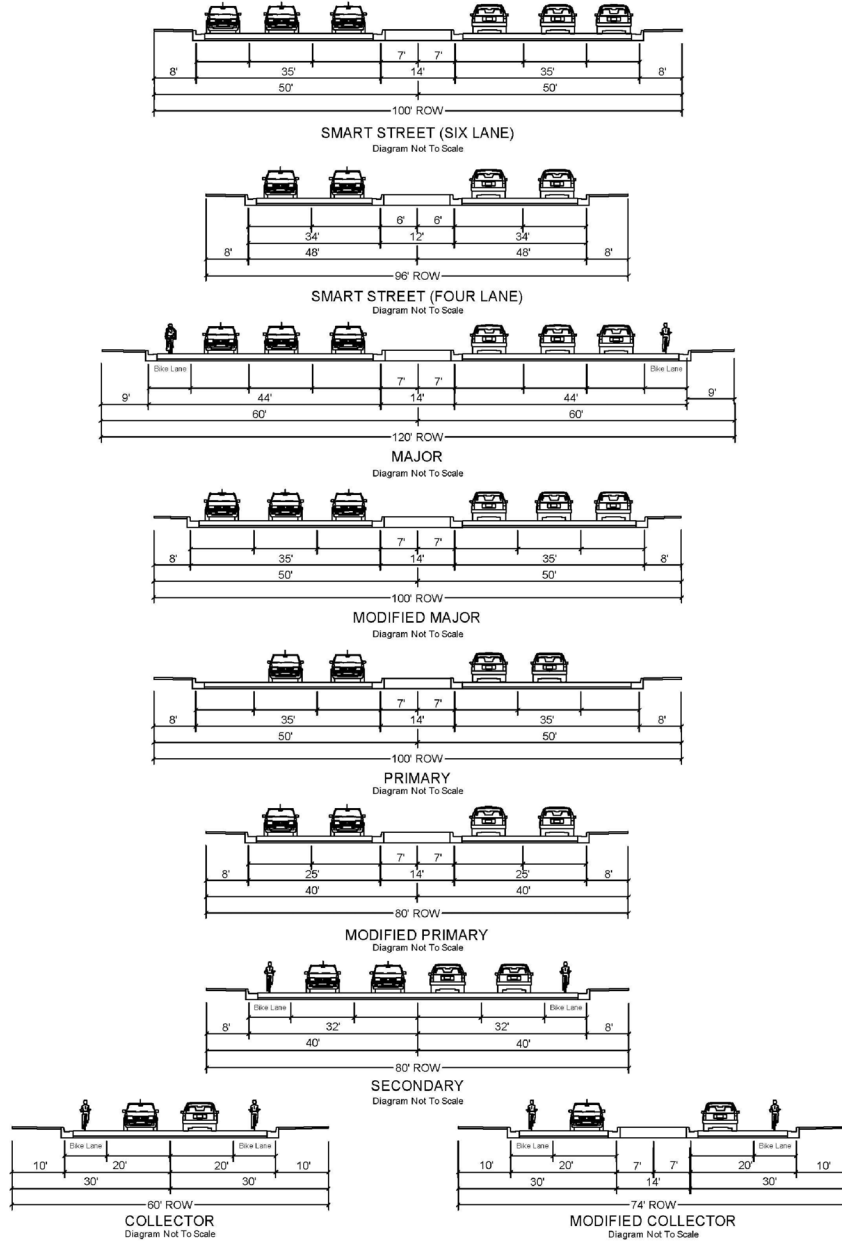 7' 7'
8' 35' 14' 35' 8'
50' 50'
100' ROW
SMART STREET (SIX LANE)
Diagram Not To Scale
6' 6'
34' 12' 34'
8' 48' 48' 8'
96' ROW
SMART STREET (FOUR LANE)
Diagram Not To Scale
Bike Lane Bike Lane
7' 7'
9' 44' 14' 44' 9'
60' 60'
120' ROW
MAJOR
Diagram Not To Scale
7' 7'
8' 35' 14' 35' 8'
50' 50'
100' ROW
MODIFIED MAJOR
Diagram Not To Scale
7' 7'
8' 35' 14' 35' 8'
50' 50'
100' ROW
PRIMARY
Diagram Not To Scale
7' 7'
8' 25' 14' 25' 8'
40' 40'
80' ROW
MODIFIED PRIMARY
Diagram Not To Scale
Bike Lane Bike Lane
8' 32' 32' 8'
40' 40'
80' ROW
SECONDARY
Diagram Not To Scale
Bike Lane Bike Lane
10' 20' 20' 10'
30' 30'
60' ROW
COLLECTOR
Diagram Not To Scale
Bike Lane Bike Lane
10' 20' 7' 7' 20' 10'
30' 14' 30'
74' ROW
MODIFIED COLLECTOR
Diagram Not To Scale